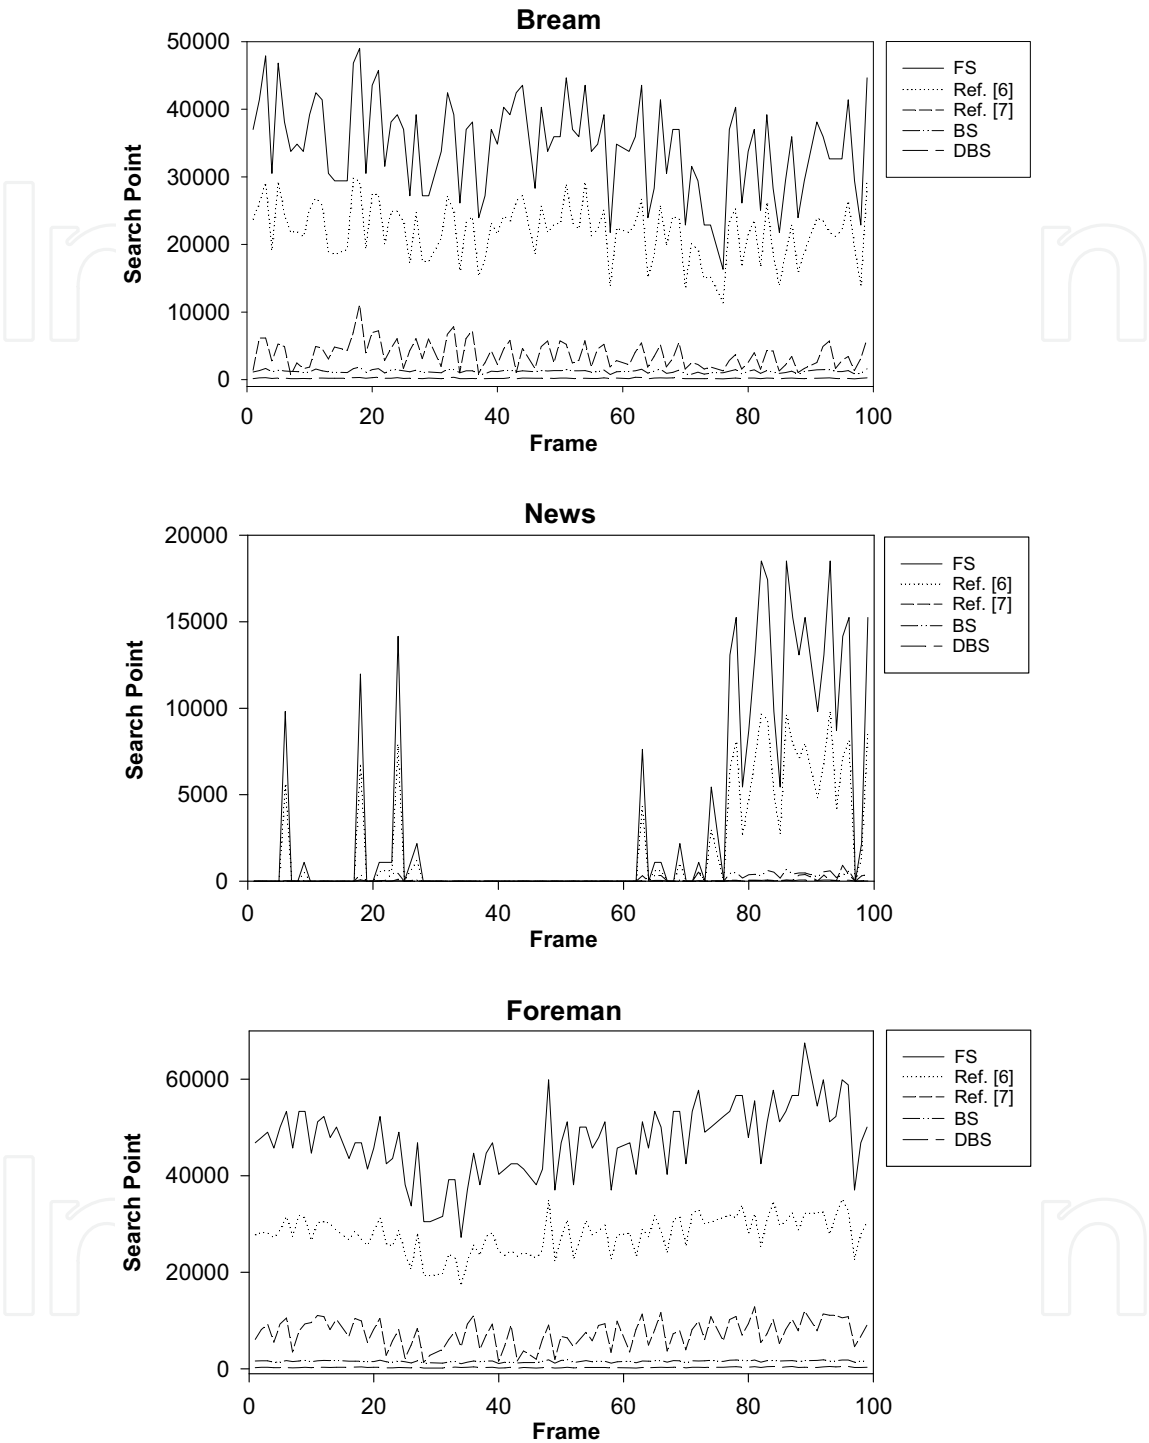 Bream
50000
40000
30000
20000
10000
0
Search Point
0 20 40 60 80 100
Frame
FS
Ref. [6]
Ref. [7]
BS
DBS
News
20000
15000
10000
5000
0
Search Point
0 20 40 60 80 100
Frame
FS
Ref. [6]
Ref. [7]
BS
DBS
Foreman
60000
40000
20000
0
Search Point
0 20 40 60 80 100
Frame
FS
Ref. [6]
Ref. [7]
BS
DBS